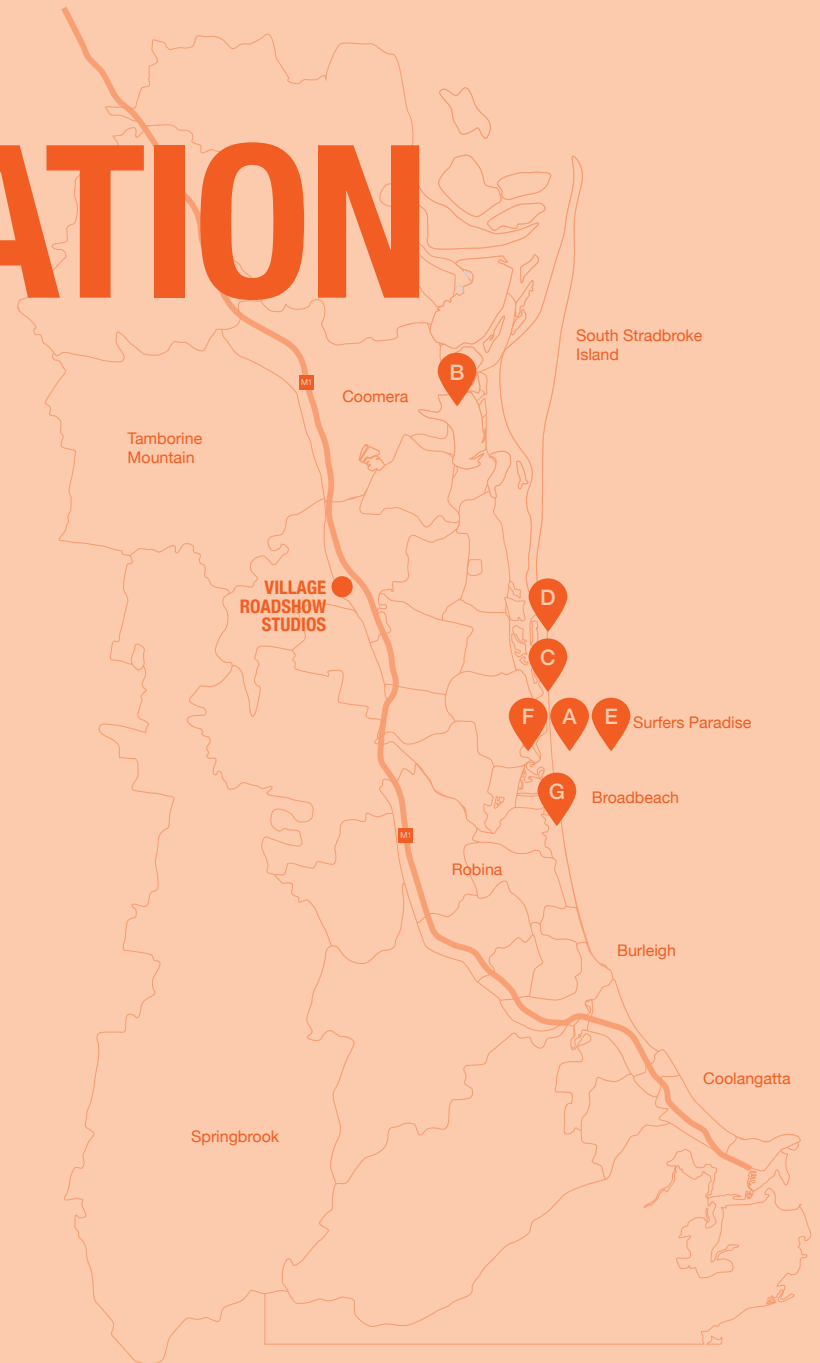 ATION
South Stradbroke
Island
B
M1
Coomera
Tamborine
Mountain
VILLAGE
ROADSHOW
STUDIOS
D
C
F A E Surfers Paradise
G Broadbeach
M1
Robina
Burleigh
Coolangatta
Springbrook